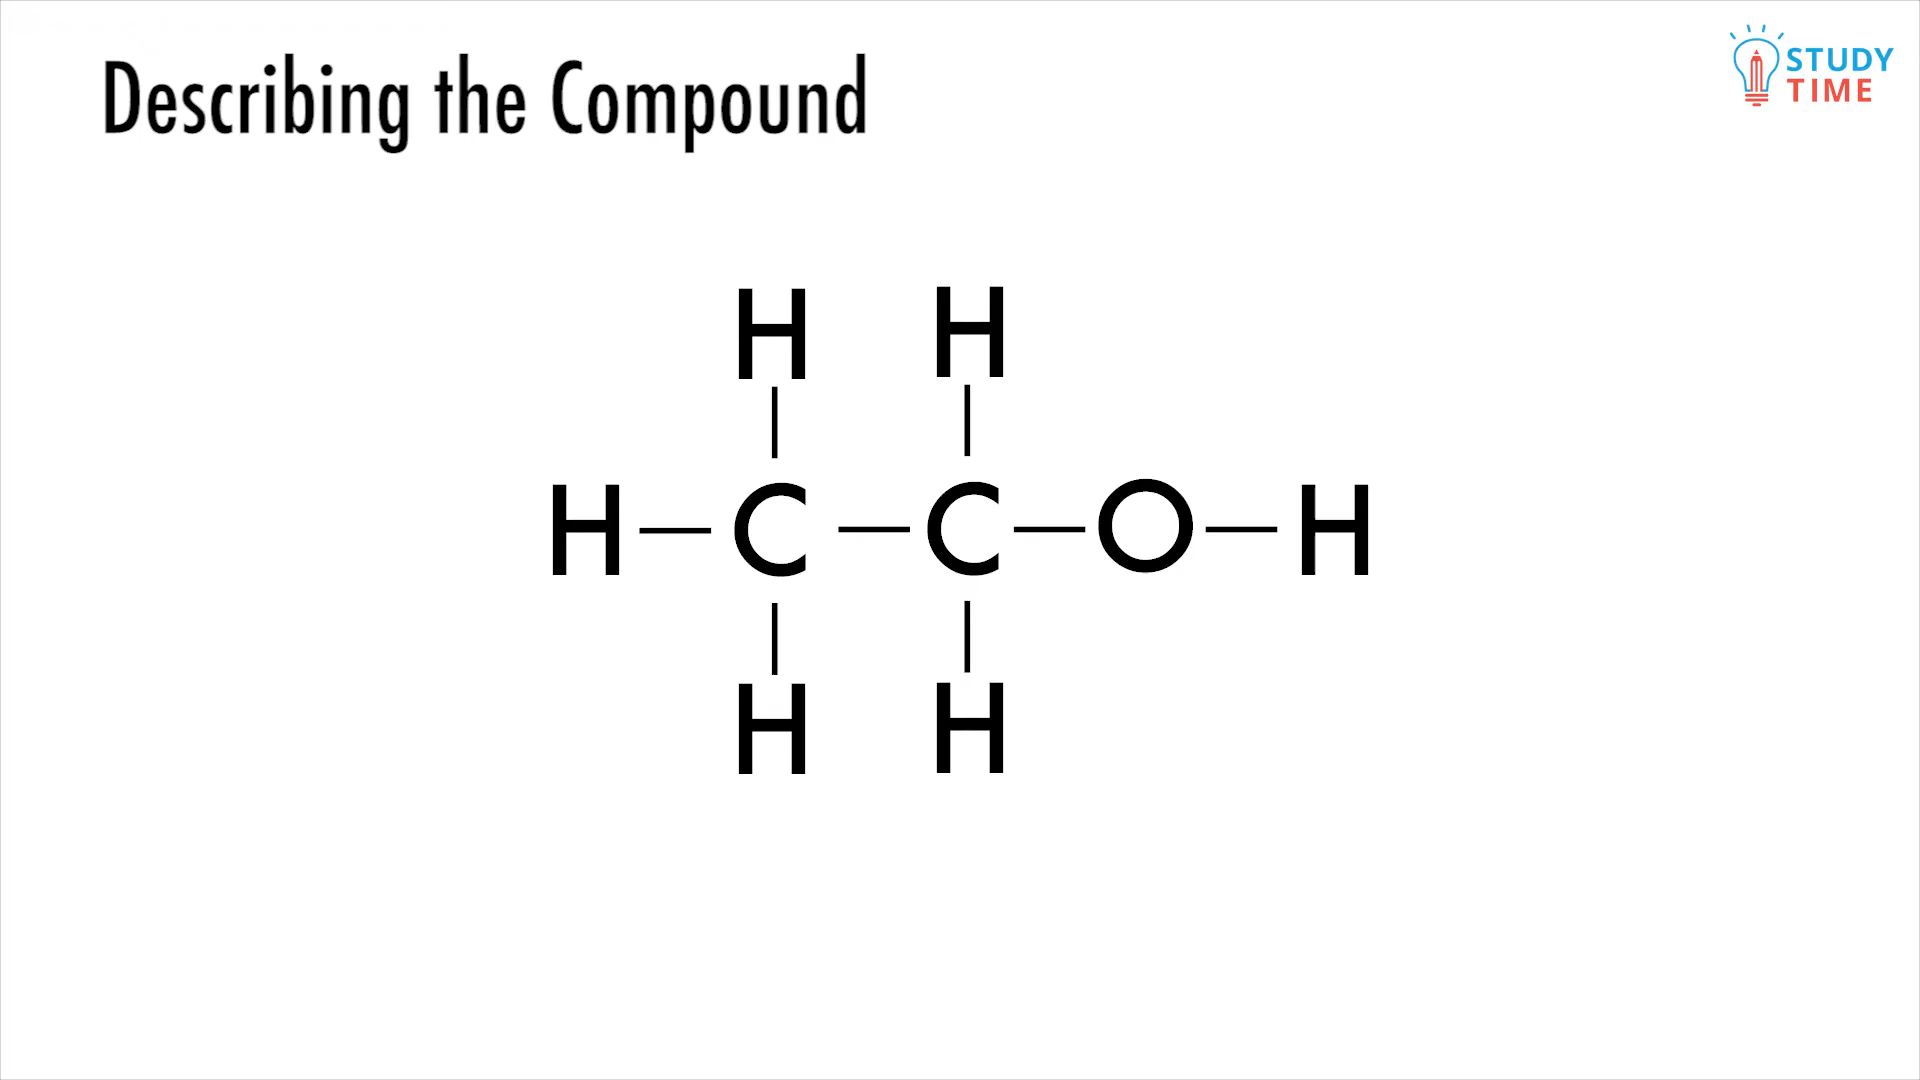 Describing the Compound
STUDY
TIME
H H
H C C O H
H H